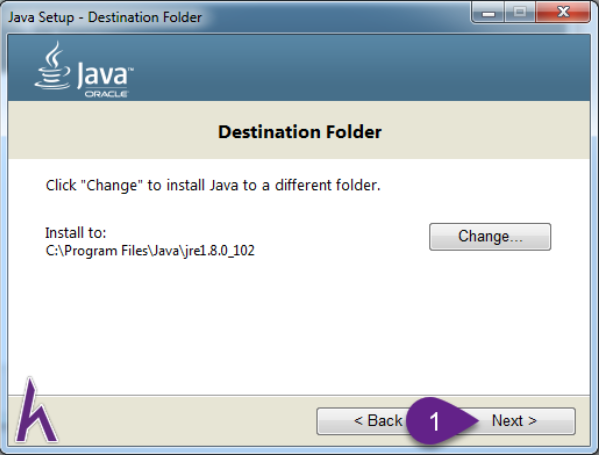 Java Setup - Destination Folder
Java™
ORACLE
Destination Folder
Click "Change" to install Java to a different folder.
Install to:
Change...
C:\Program Files\Java\jre1.8.0_102
h
< Back
1
Next >